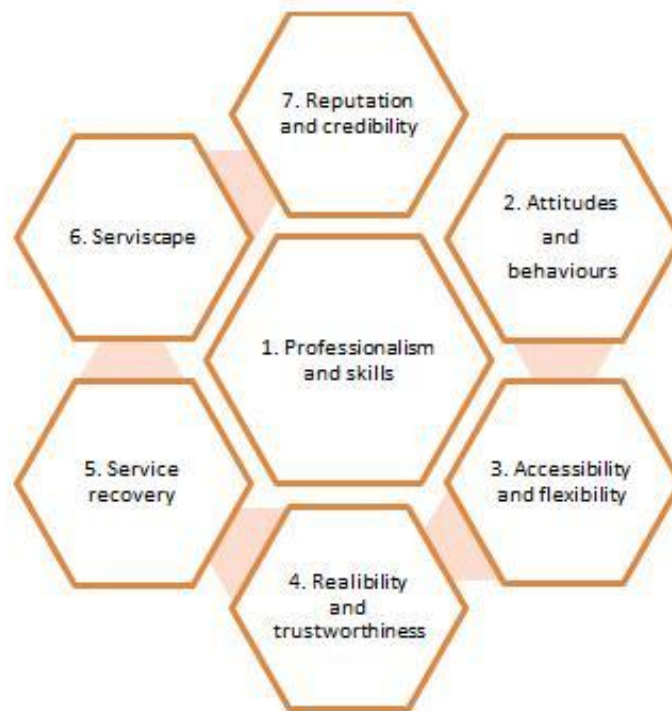 7. Reputation
and credibility
2. Attitudes
and
behaviours
6. Serviscape
1. Professionalism
and skills
5. Service
recovery
3. Accessibility
and flexibility
4. Realibility
and
trustworthiness